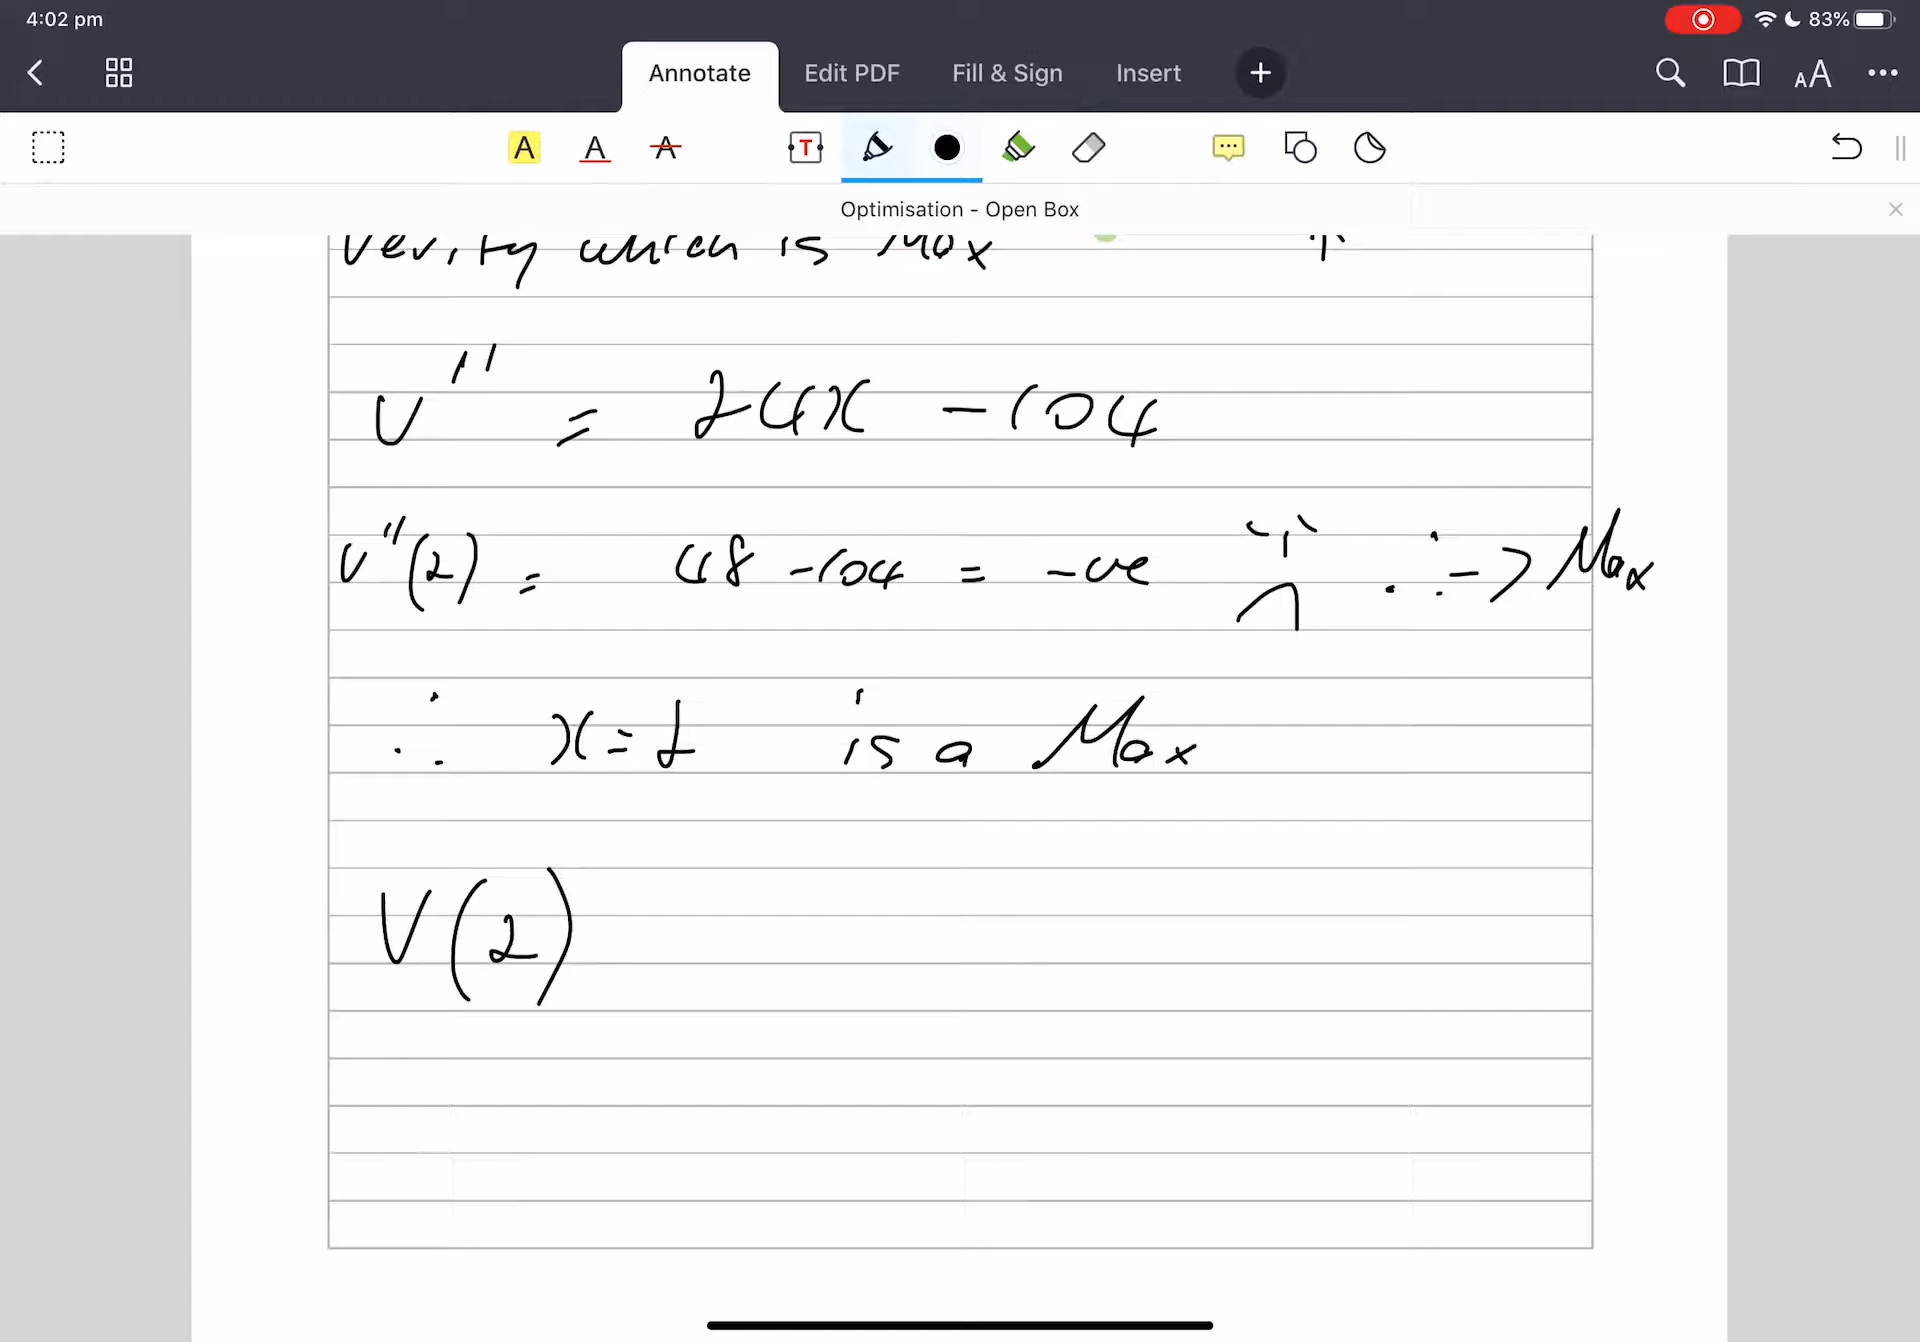 4:02 pm
83%
Annotate Edit PDF Fill & Sign Insert
Optimisation - Open Box
Verify which is Max
V'' = 24x - 104
V''(2) = 48 - 104 = -ve ∴ -> Max
∴ x = 2 is a Max
V(2)